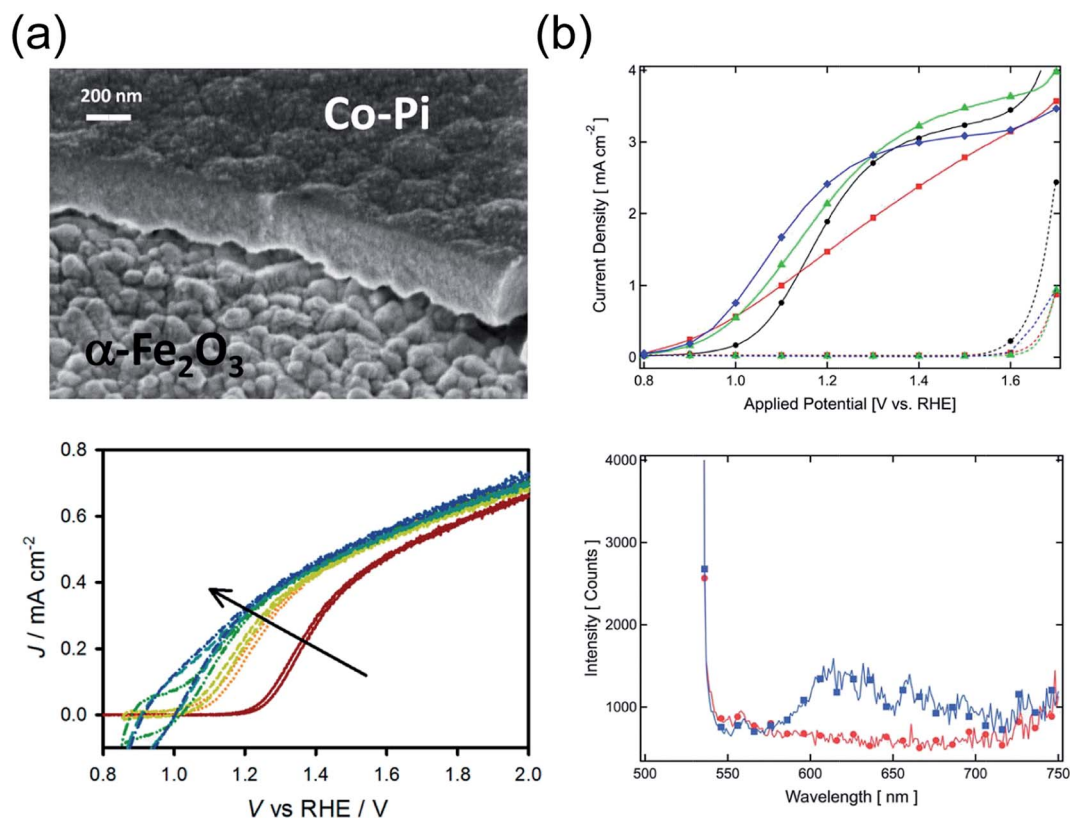 (a)
(b)
200 nm
Co-Pi
α-Fe2O3
4
3
2
1
0
Current Density [ mA cm-2 ]
0.8
1.0
1.2
1.4
1.6
Applied Potential [V vs. RHE]
0.8
0.6
0.4
0.2
0.0
J / mA cm-2
0.8
1.0
1.2
1.4
1.6
1.8
2.0
V vs RHE / V
4000
3000
2000
1000
Intensity [ Counts ]
500
550
600
650
700
750
Wavelength [ nm ]